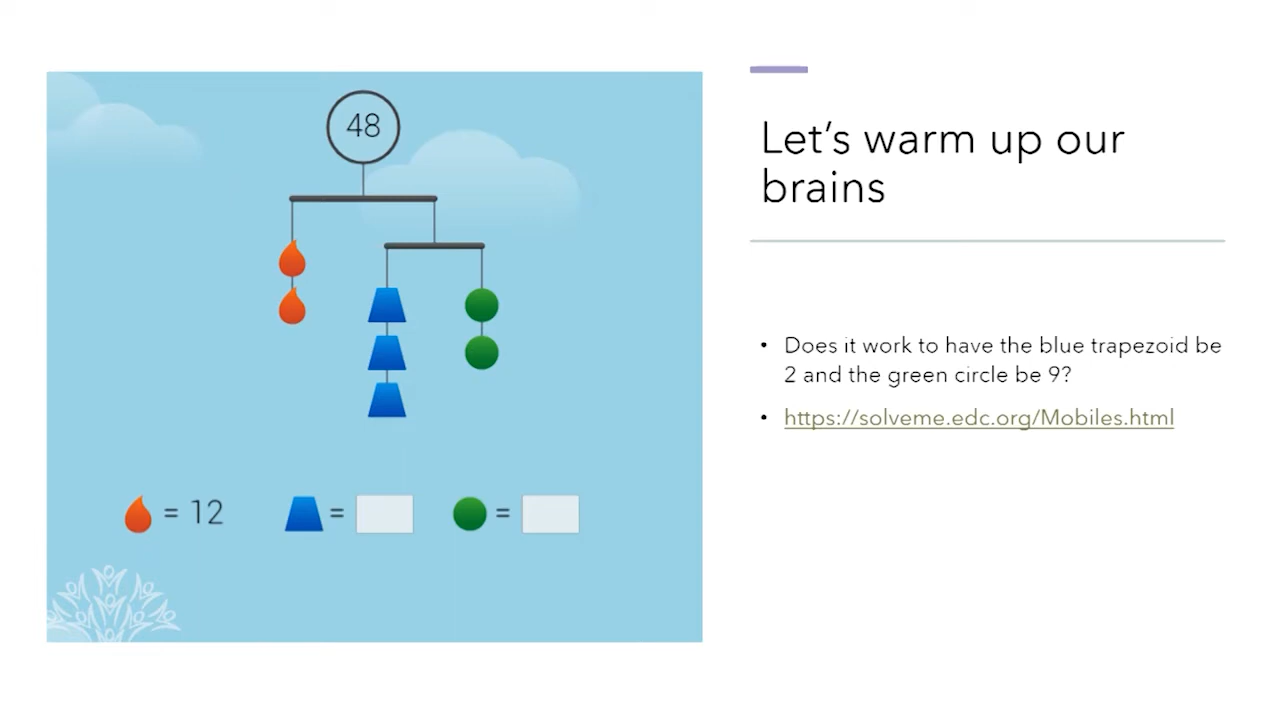 48
= 12
=
=
Let's warm up our
brains
• Does it work to have the blue trapezoid be
2 and the green circle be 9?
• https://solveme.edc.org/Mobiles.html